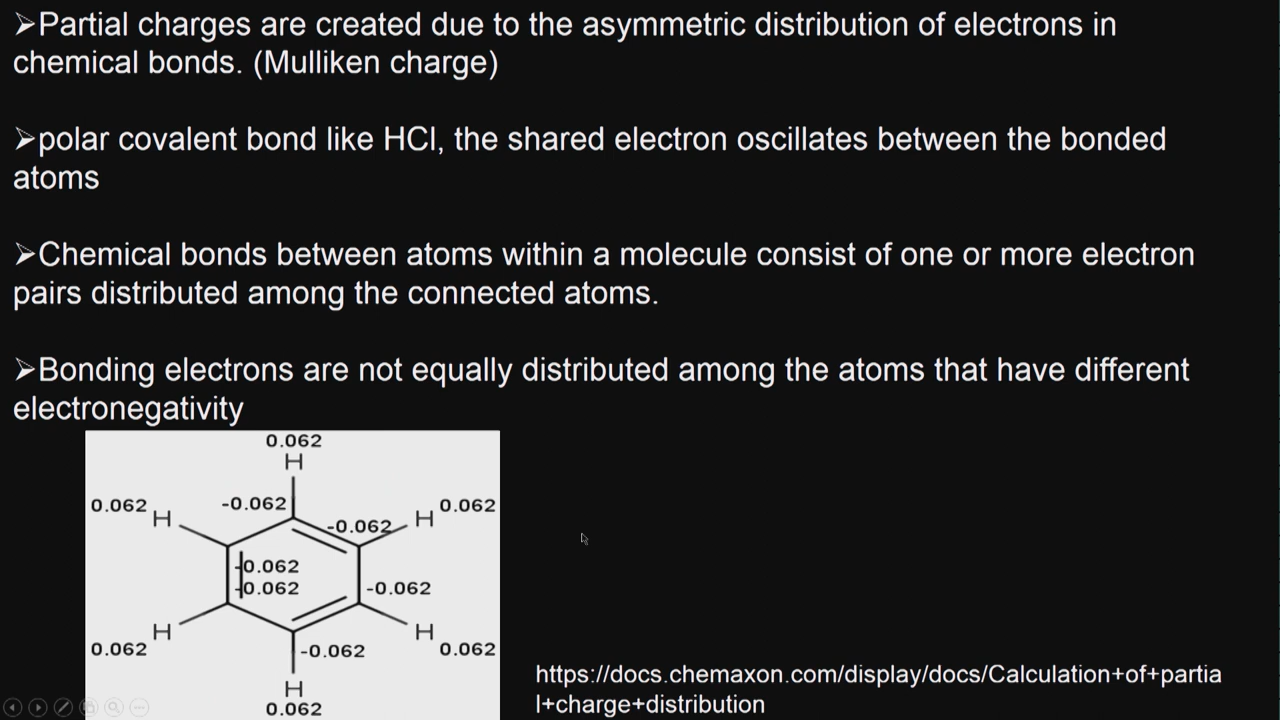 ➢Partial charges are created due to the asymmetric distribution of electrons in
chemical bonds. (Mulliken charge)
➢polar covalent bond like HCl, the shared electron oscillates between the bonded
atoms
➢Chemical bonds between atoms within a molecule consist of one or more electron
pairs distributed among the connected atoms.
➢Bonding electrons are not equally distributed among the atoms that have different
electronegativity
0.062
H
0.062 H -0.062 H 0.062
-0.062
-0.062
-0.062 -0.062
H H
0.062 -0.062 0.062
H
0.062
https://docs.chemaxon.com/display/docs/Calculation+of+partia
l+charge+distribution